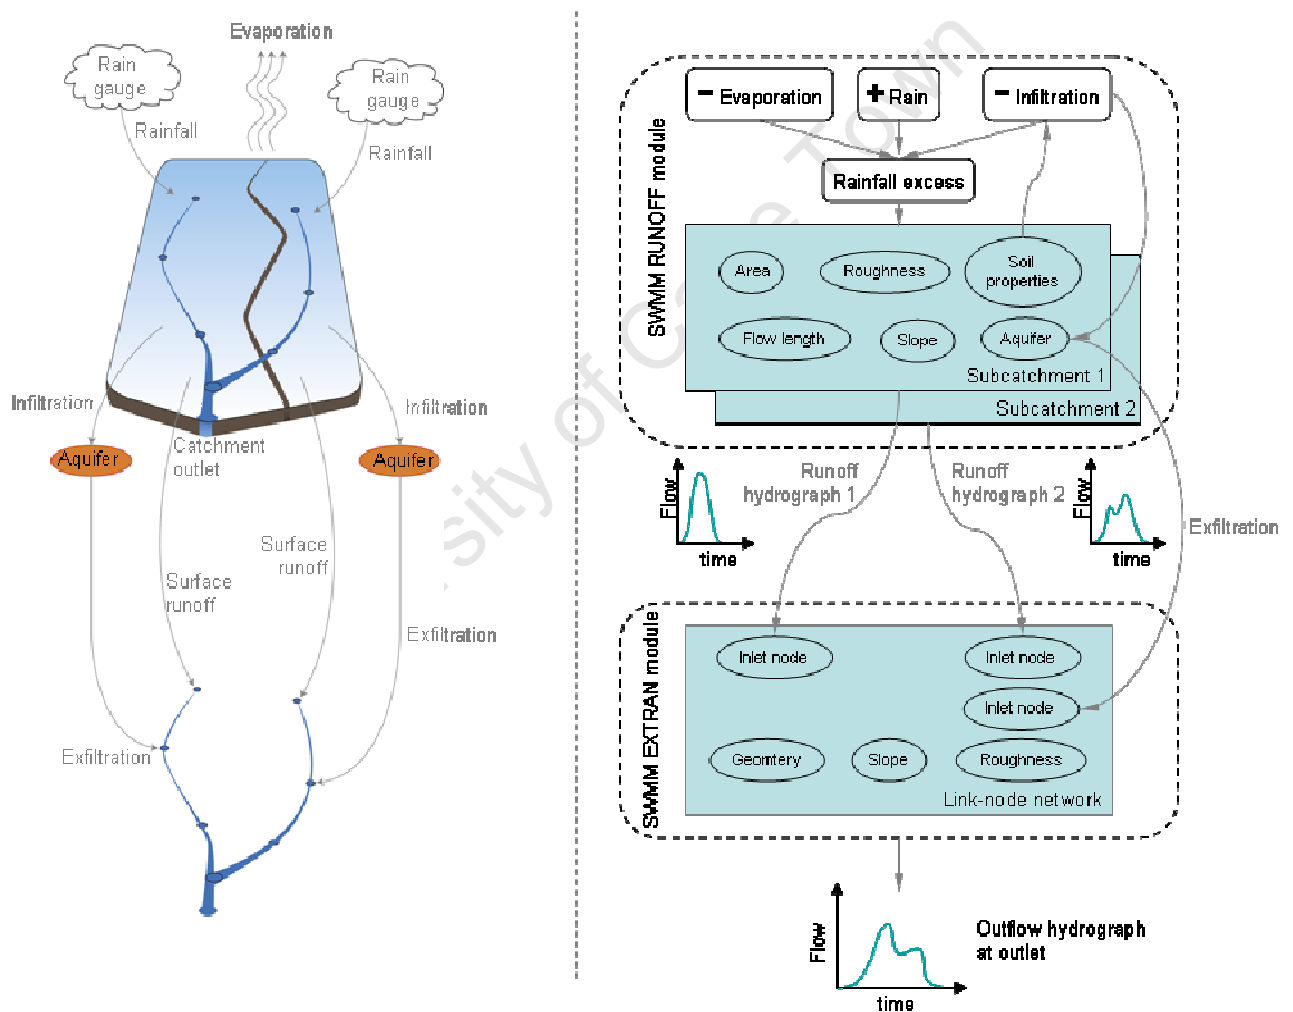 Evaporation
Rain
gauge
Rain
gauge
Rainfall
Rainfall
Infiltration
Infiltration
Aquifer
Catchment
outlet
Aquifer
Surface
runoff
Surface
runoff
Exfiltration
Exfiltration
SWMM RUNOFF module
- Evaporation
+ Rain
- Infiltration
Rainfall excess
Area
Roughness
Soil
properties
Flow length
Slope
Aquifer
Subcatchment 1
Subcatchment 2
Flow
time
Runoff
hydrograph 1
Runoff
hydrograph 2
Flow
time
Exfiltration
SWMM EXTRAN module
Inlet node
Inlet node
Inlet node
Geomtery
Slope
Roughness
Link-node network
Flow
time
Outflow hydrograph
at outlet